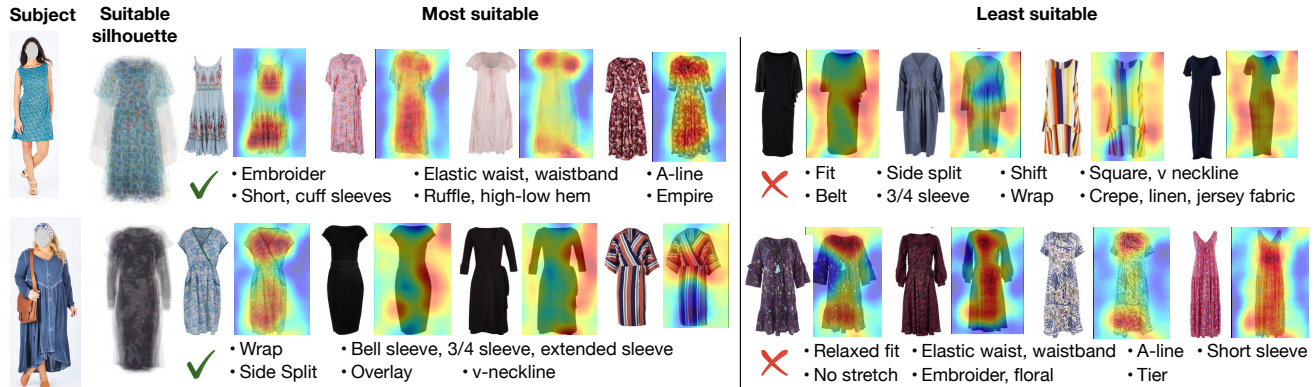 Subject
Suitable silhouette
Most suitable
Least suitable
• Embroider • Elastic waist, waistband • A-line
• Short, cuff sleeves • Ruffle, high-low hem • Empire
• Fit • Side split • Shift • Square, v neckline
• Belt • 3/4 sleeve • Wrap • Crepe, linen, jersey fabric
• Wrap • Bell sleeve, 3/4 sleeve, extended sleeve
• Side Split • Overlay • v-neckline
• Relaxed fit • Elastic waist, waistband • A-line • Short sleeve
• No stretch • Embroider, floral • Tier